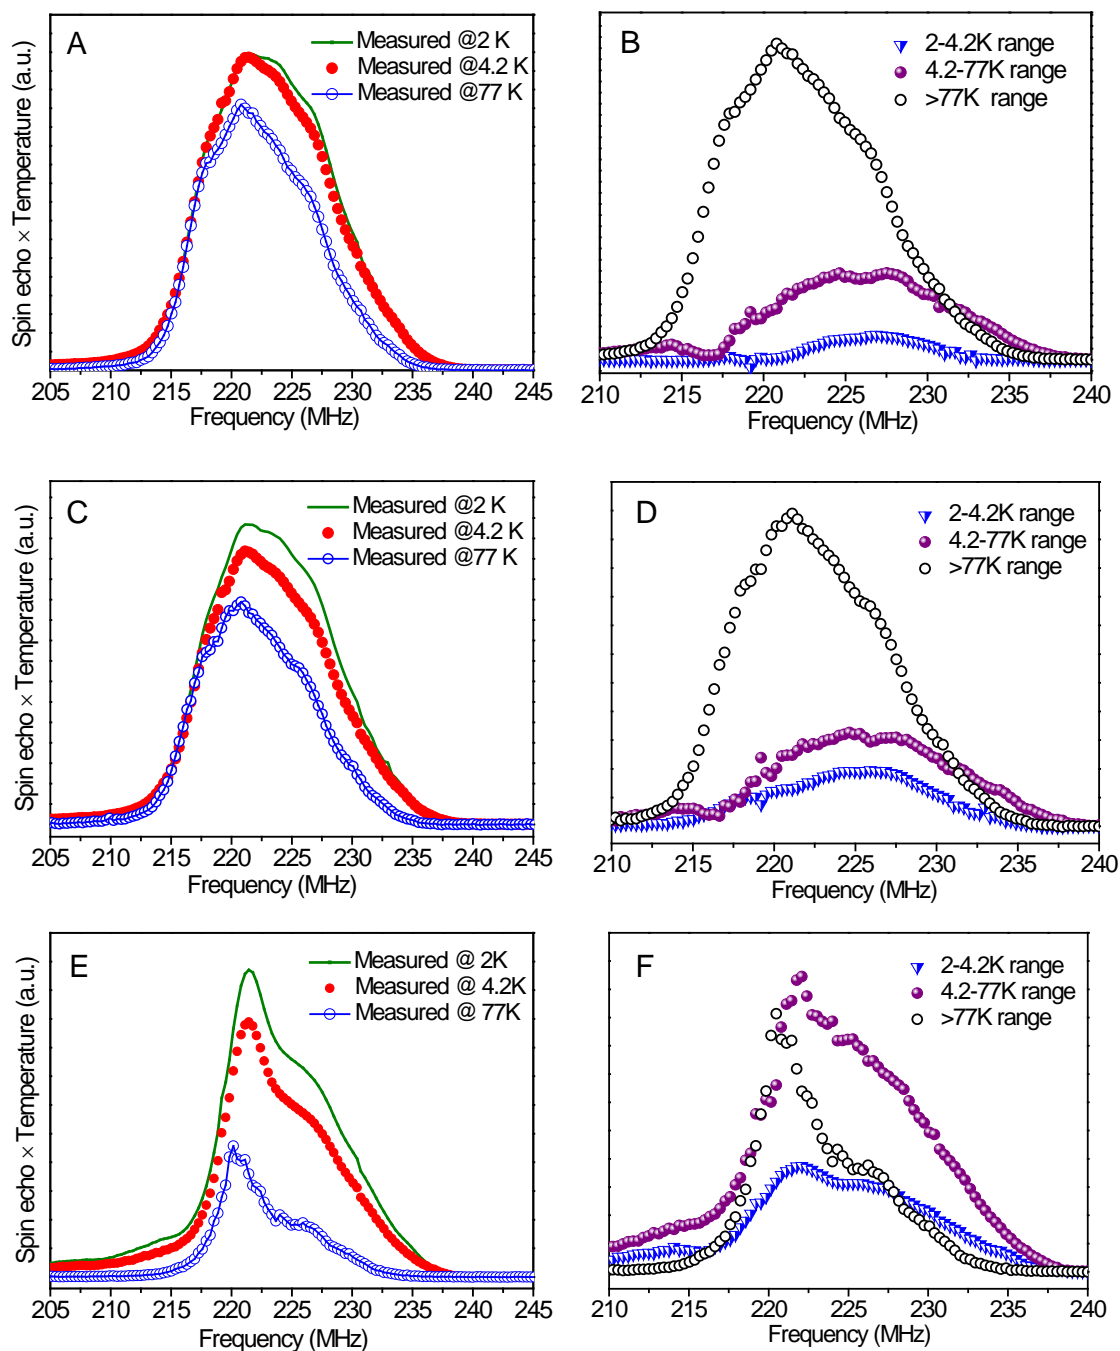 A
Measured @2 K
Measured @4.2 K
Measured @77 K
Spin echo × Temperature (a.u.)
205 210 215 220 225 230 235 240 245
Frequency (MHz)
B
2-4.2K range
4.2-77K range
>77K range
210 215 220 225 230 235 240
Frequency (MHz)
C
Measured @2 K
Measured @4.2 K
Measured @77 K
Spin echo × Temperature (a.u.)
205 210 215 220 225 230 235 240 245
Frequency (MHz)
D
2-4.2K range
4.2-77K range
>77K range
210 215 220 225 230 235 240
Frequency (MHz)
E
Measured @ 2K
Measured @ 4.2K
Measured @ 77K
Spin echo × Temperature (a.u.)
205 210 215 220 225 230 235 240 245
Frequency (MHz)
F
2-4.2K range
4.2-77K range
>77K range
210 215 220 225 230 235 240
Frequency (MHz)